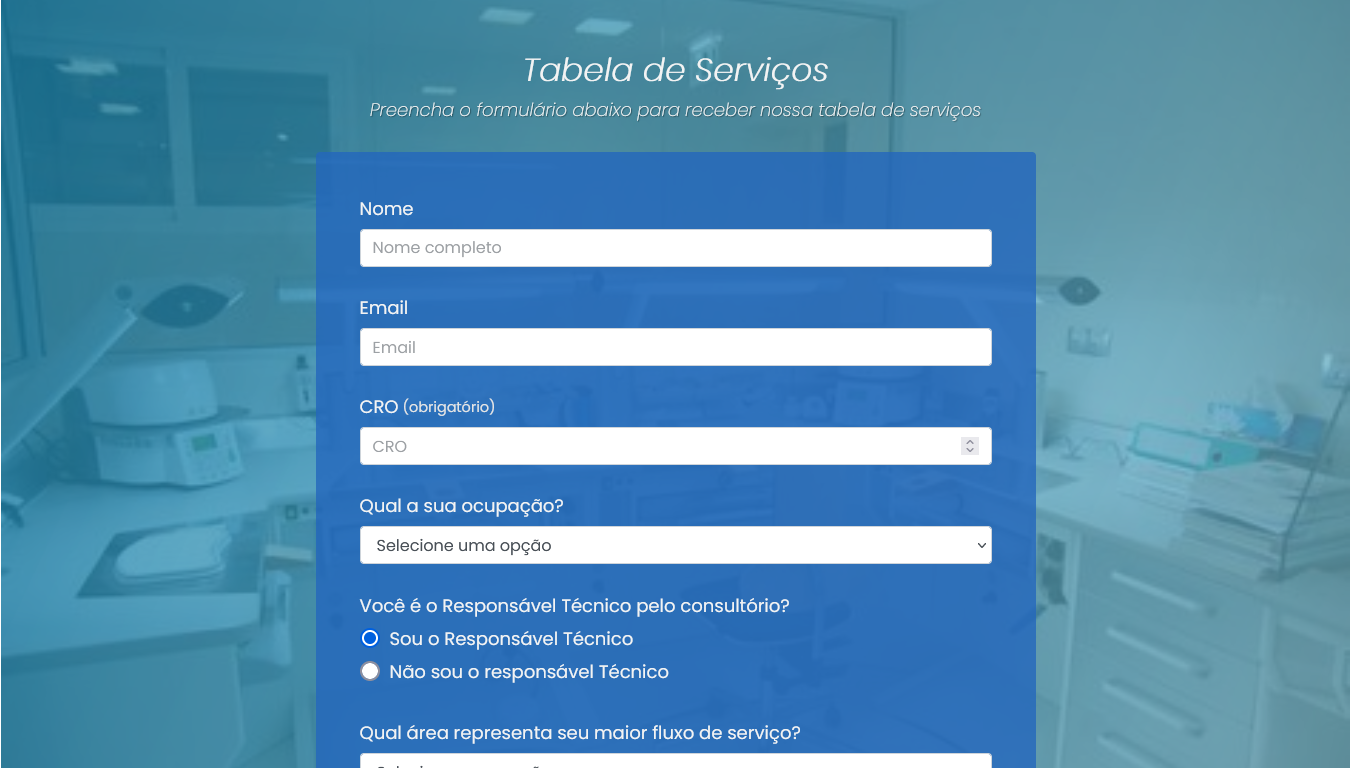 Tabela de Serviços
Preencha o formulário abaixo para receber nossa tabela de serviços
Nome
Nome completo
Email
Email
CRO (obrigatório)
CRO
Qual a sua ocupação?
Selecione uma opção
Você é o Responsável Técnico pelo consultório?
Sou o Responsável Técnico
Não sou o responsável Técnico
Qual área representa seu maior fluxo de serviço?